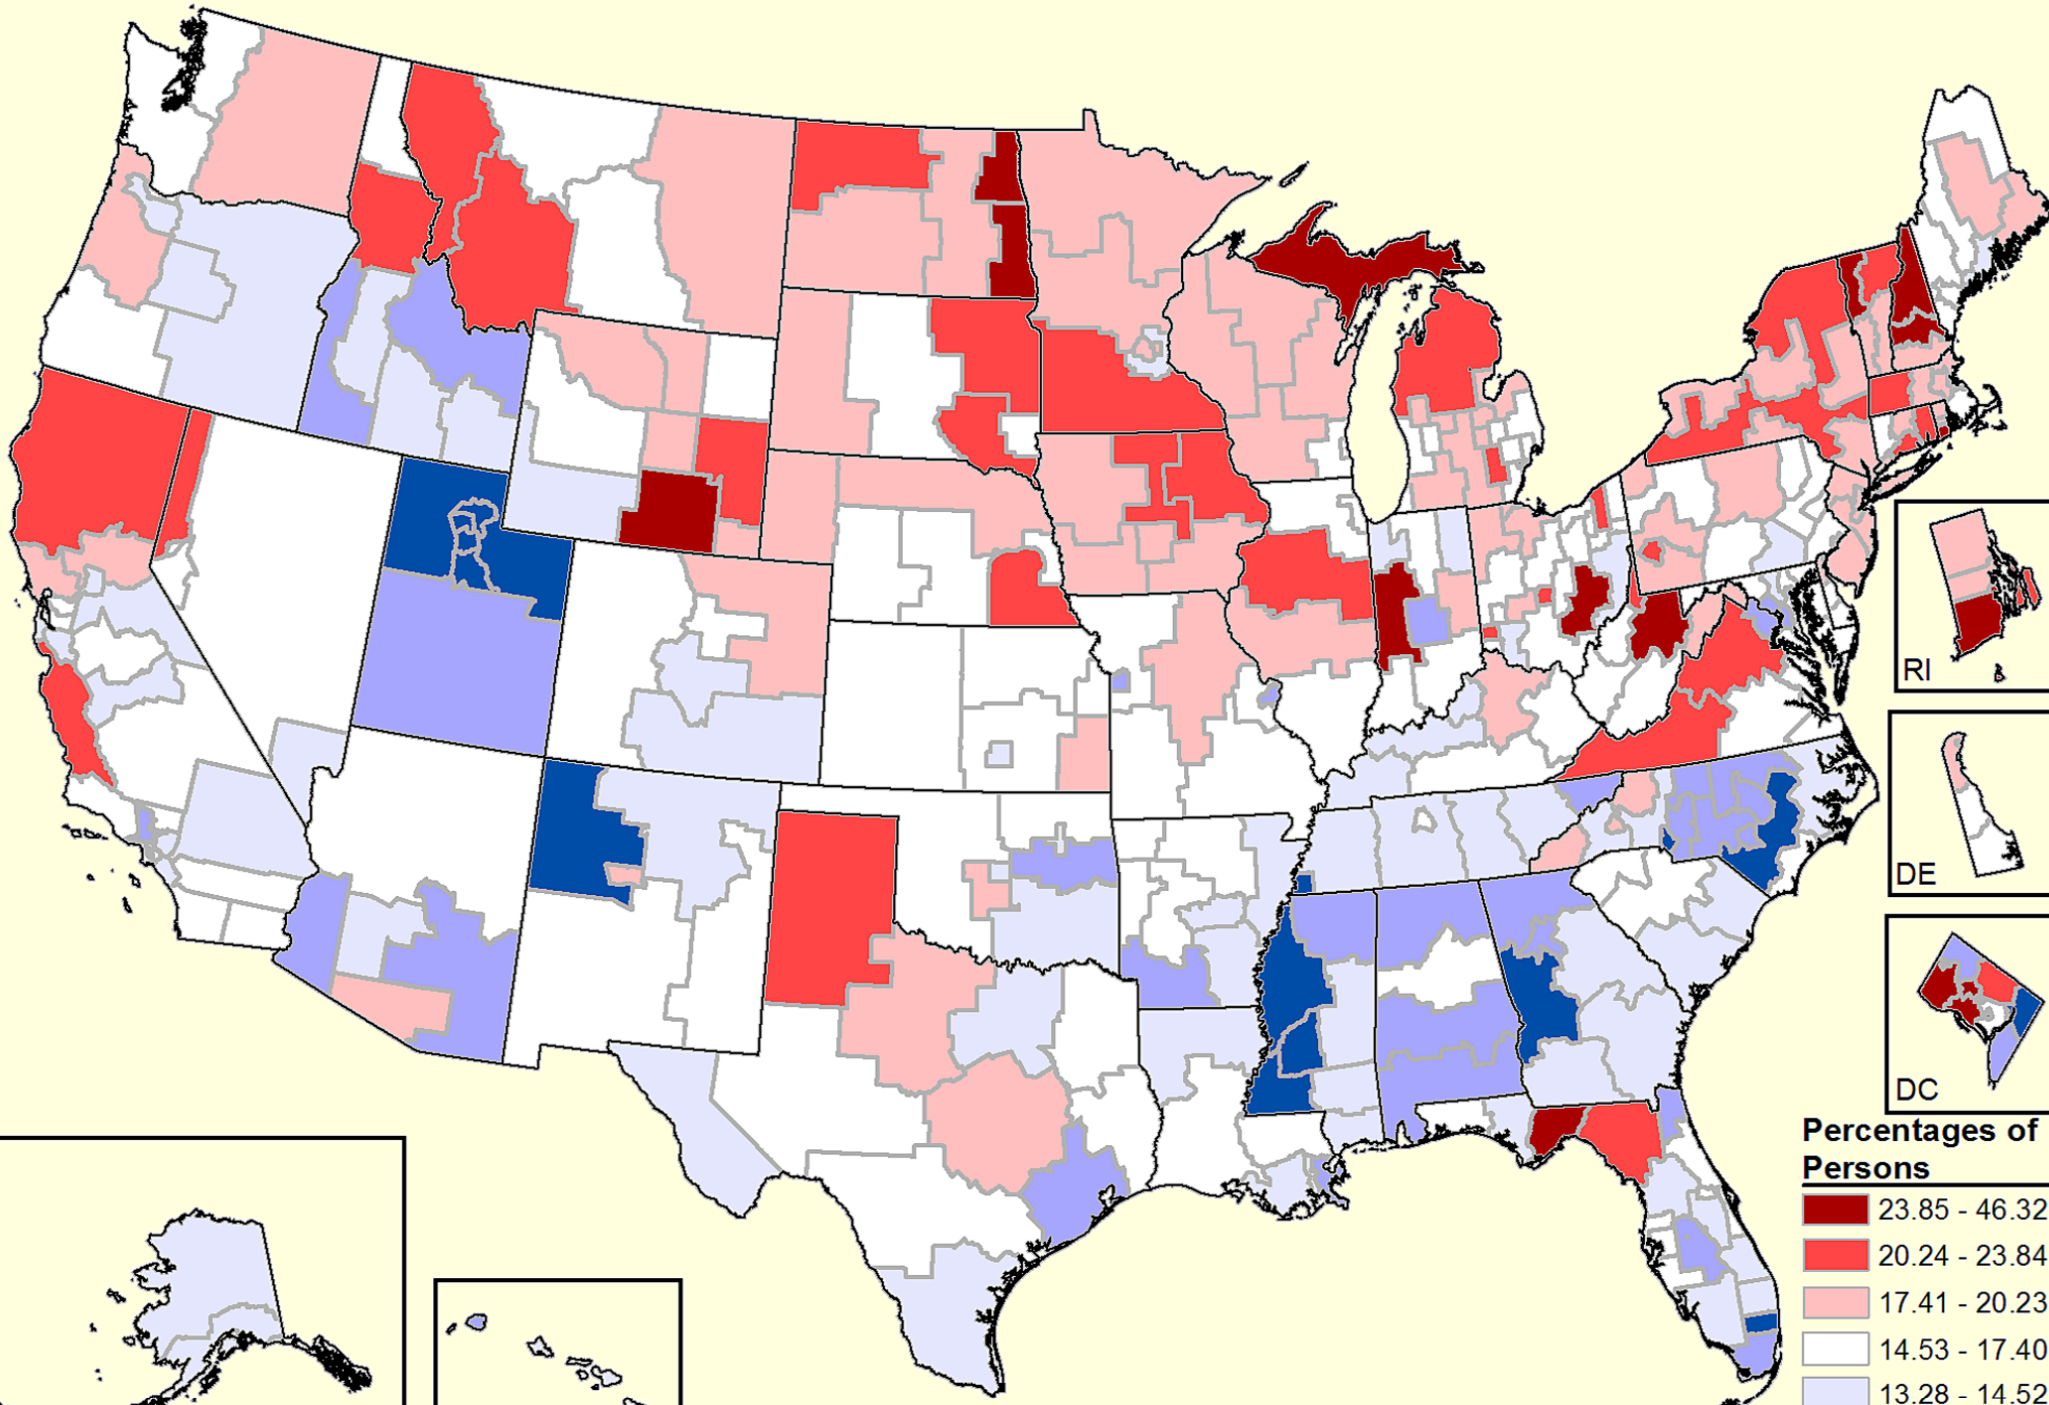 RI
DE
DC
Percentages of
Persons
23.85 - 46.32
20.24 - 23.84
17.41 - 20.23
14.53 - 17.40
13.28 - 14.52